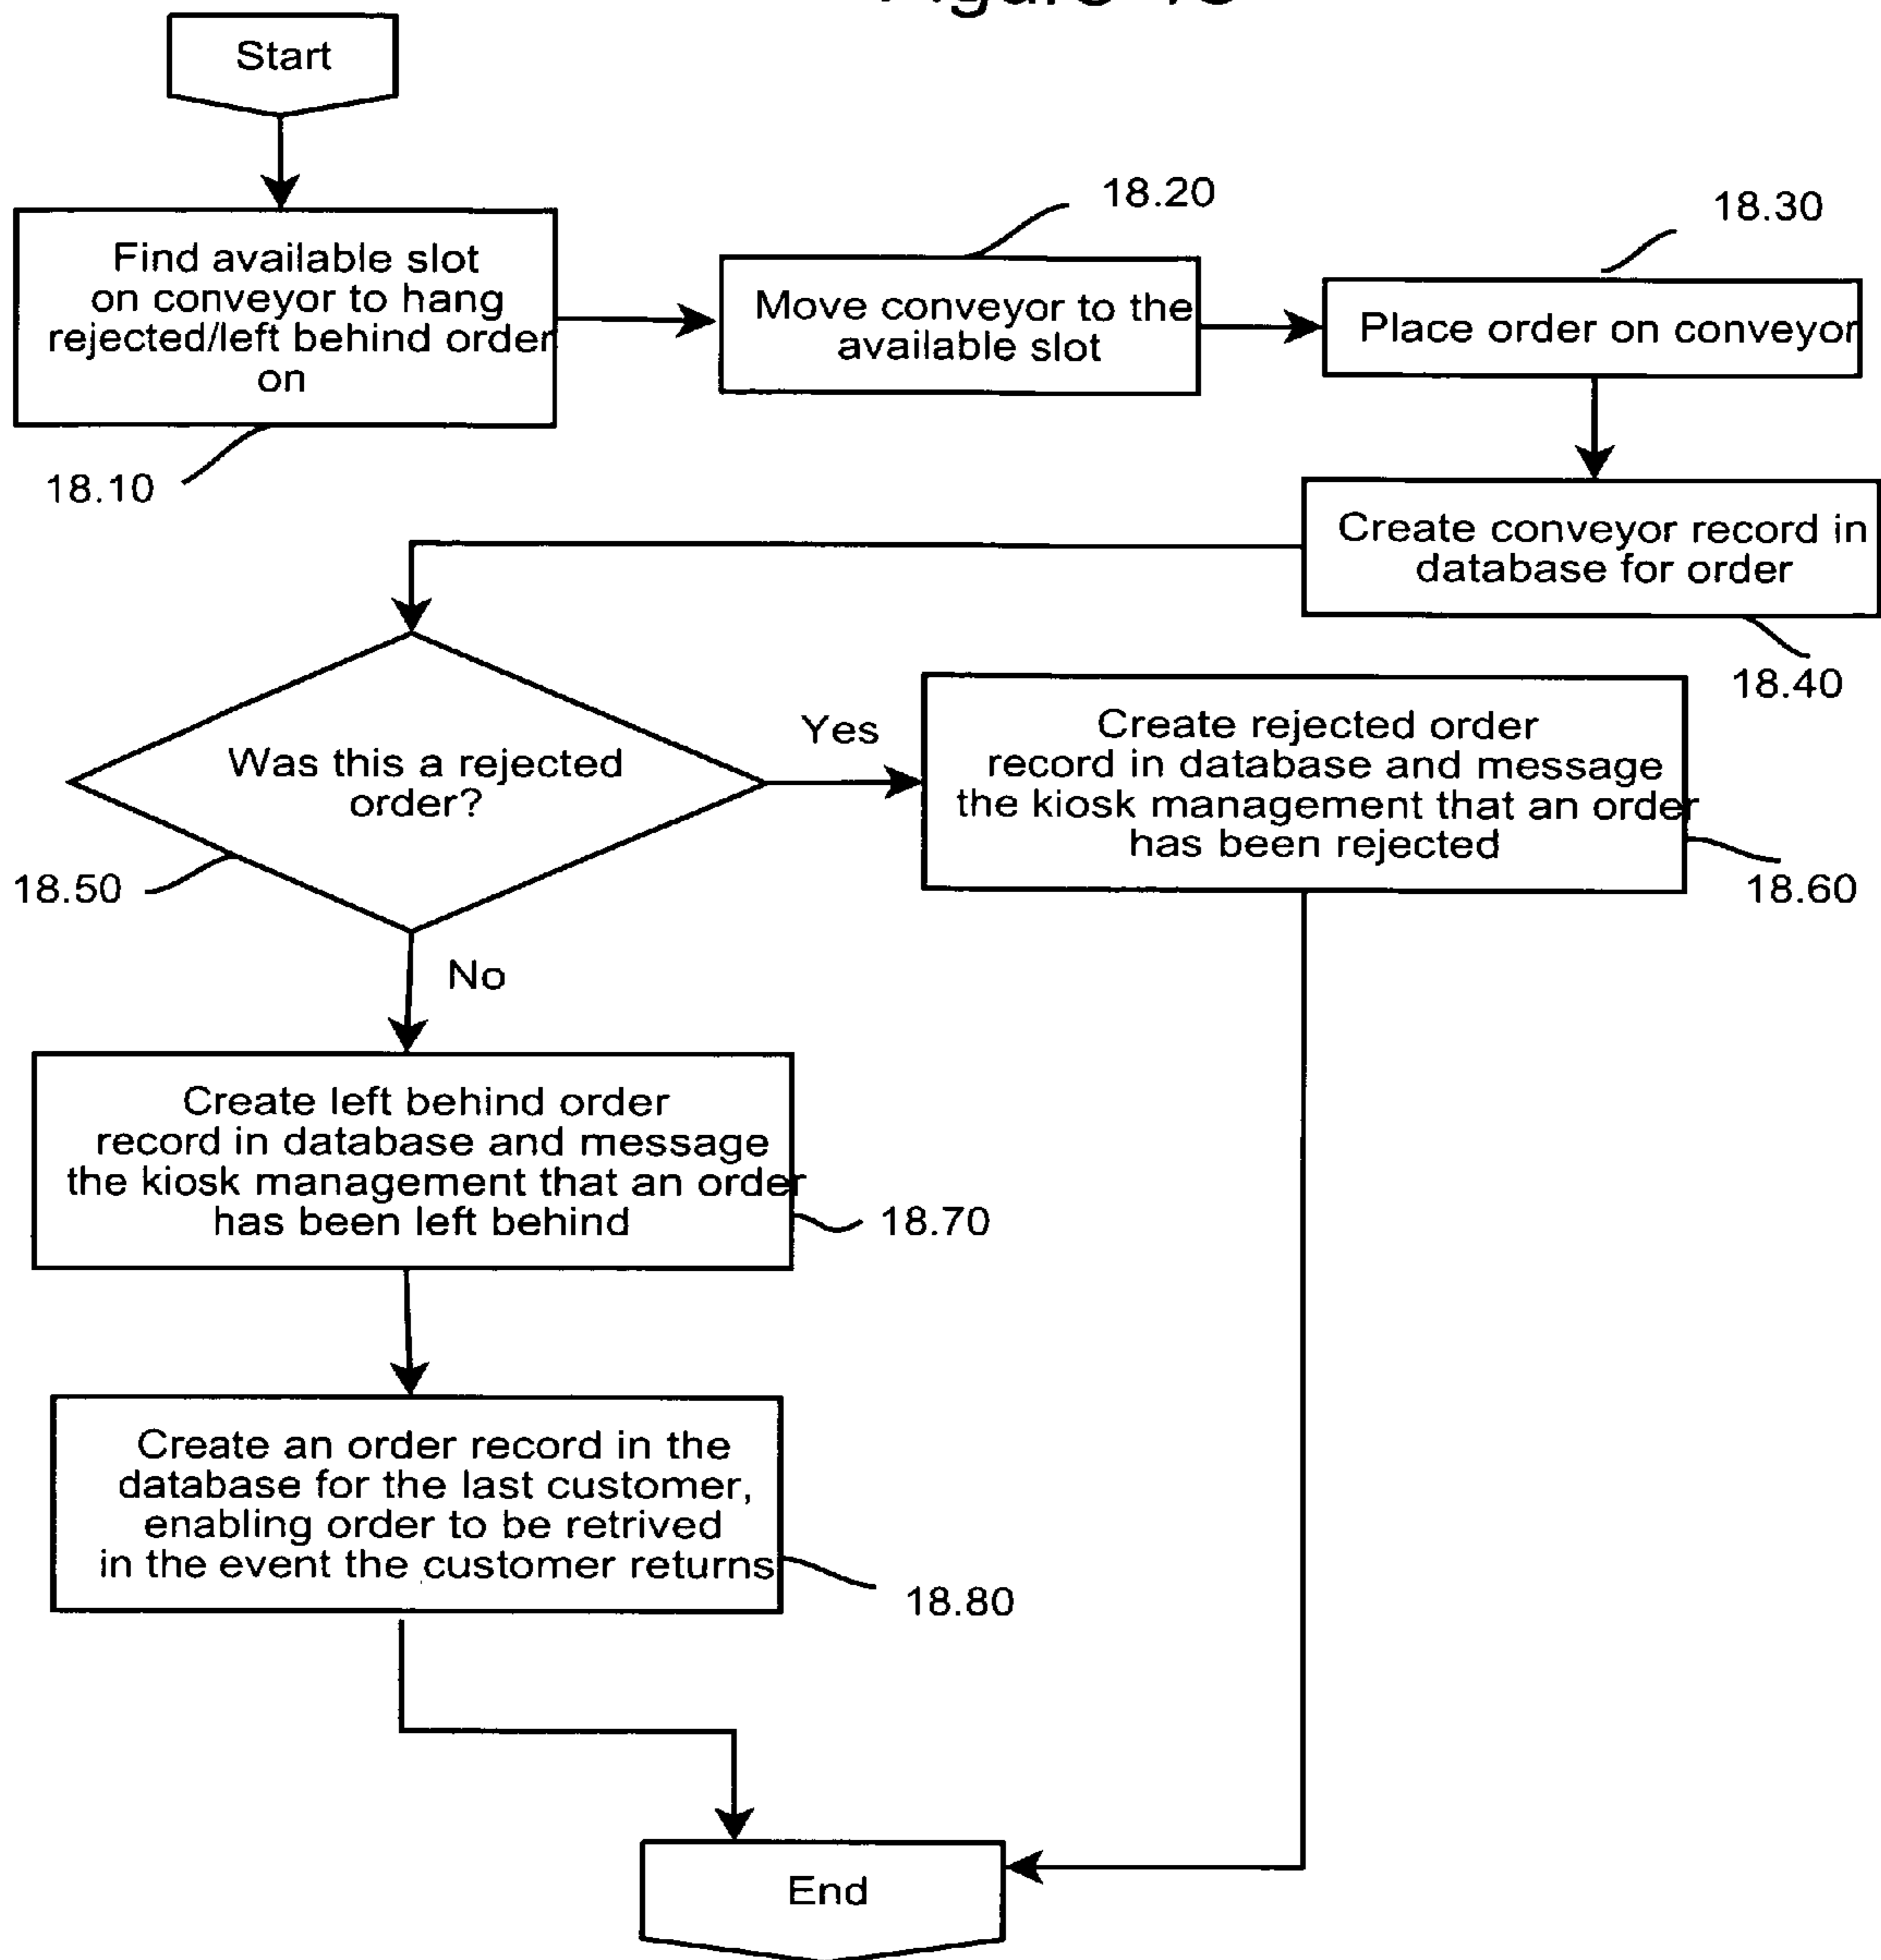 Start
18.20
18.30
Find available slot
on conveyor to hang
rejected/left behind order
on
Move conveyor to the
available slot
Place order on conveyor
18.10
Create conveyor record in
database for order
18.40
Was this a rejected
order?
Yes
Create rejected order
record in database and message
the kiosk management that an order
has been rejected
18.50
18.60
No
Create left behind order
record in database and message
the kiosk management that an order
has been left behind
18.70
Create an order record in the
database for the last customer,
enabling order to be retrived
in the event the customer returns
18.80
End